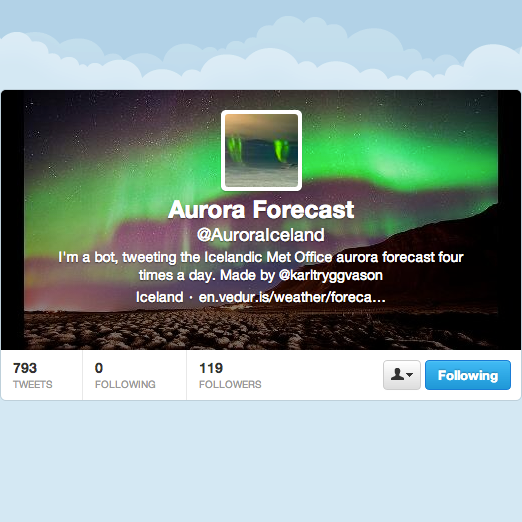 Aurora Forecast
@AuroraIceland
I'm a bot, tweeting the Icelandic Met Office aurora forecast four
times a day. Made by @karltryggvason
Iceland · en.vedur.is/weather/foreca…
793
TWEETS
0
FOLLOWING
119
FOLLOWERS
Following